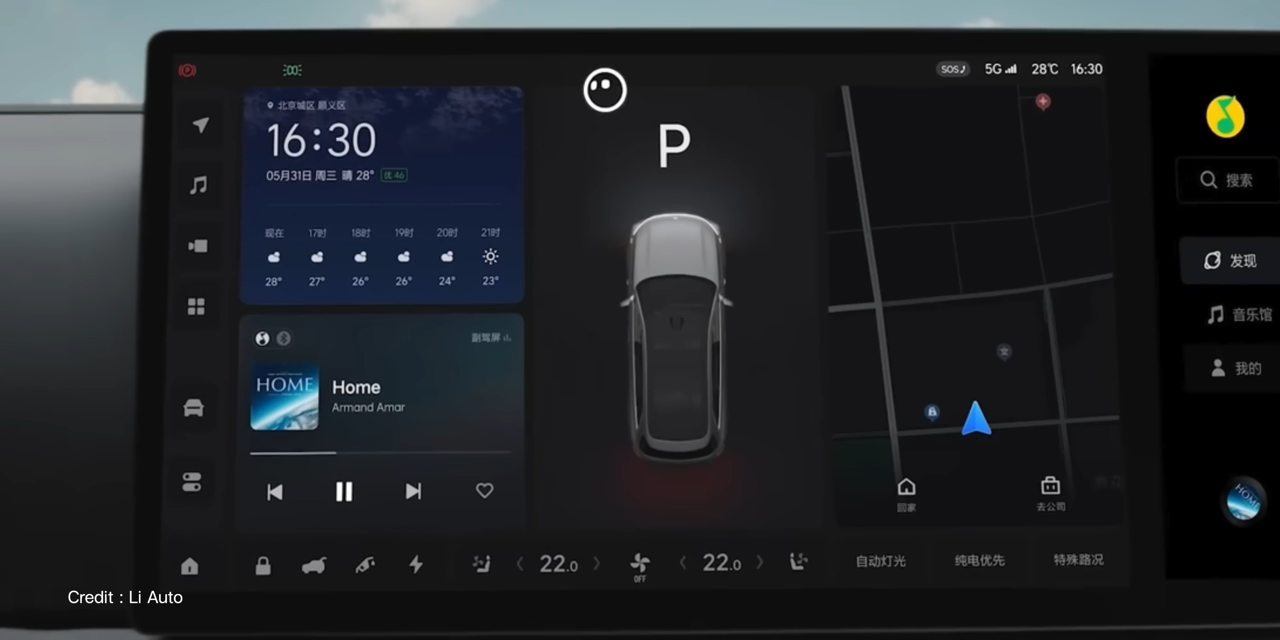 SOS
5G
28℃
16:30
北京城区 顺义区
16:30
05月31日 周三 晴 28° 优 46
现在 17时 18时 19时 20时 21时
28° 27° 26° 26° 24° 23°
副驾屏
HOME
Home
Armand Amar
P
回家
去公司
搜索
发现
音乐馆
我的
HOME
22.0
OFF
22.0
自动灯光
纯电优先
特殊路况
Credit : Li Auto